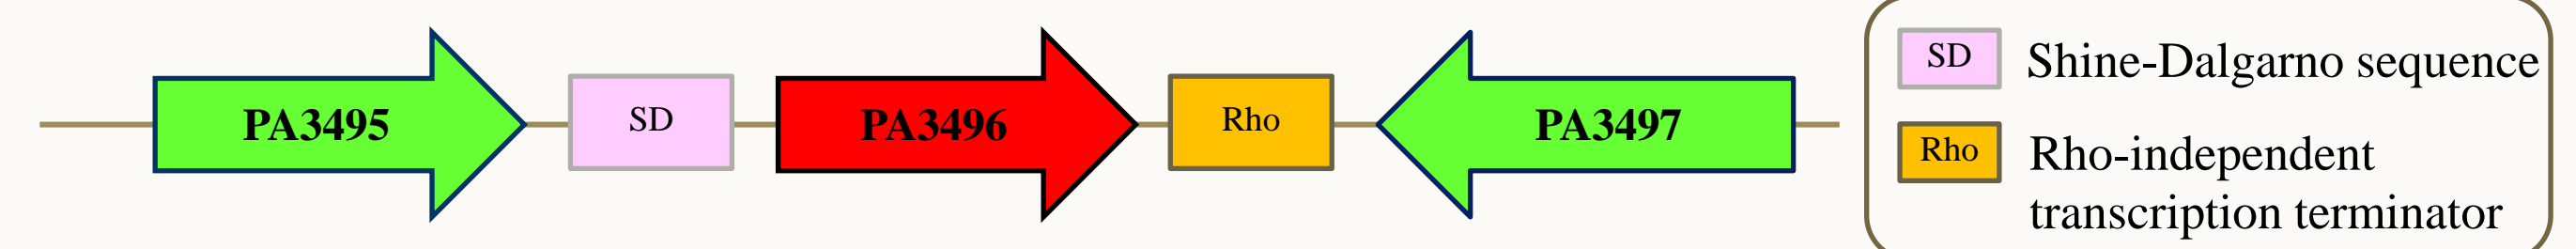 PA3495
SD
PA3496
Rho
PA3497
SD
Shine-Dalgarno sequence
Rho
Rho-independent
transcription terminator